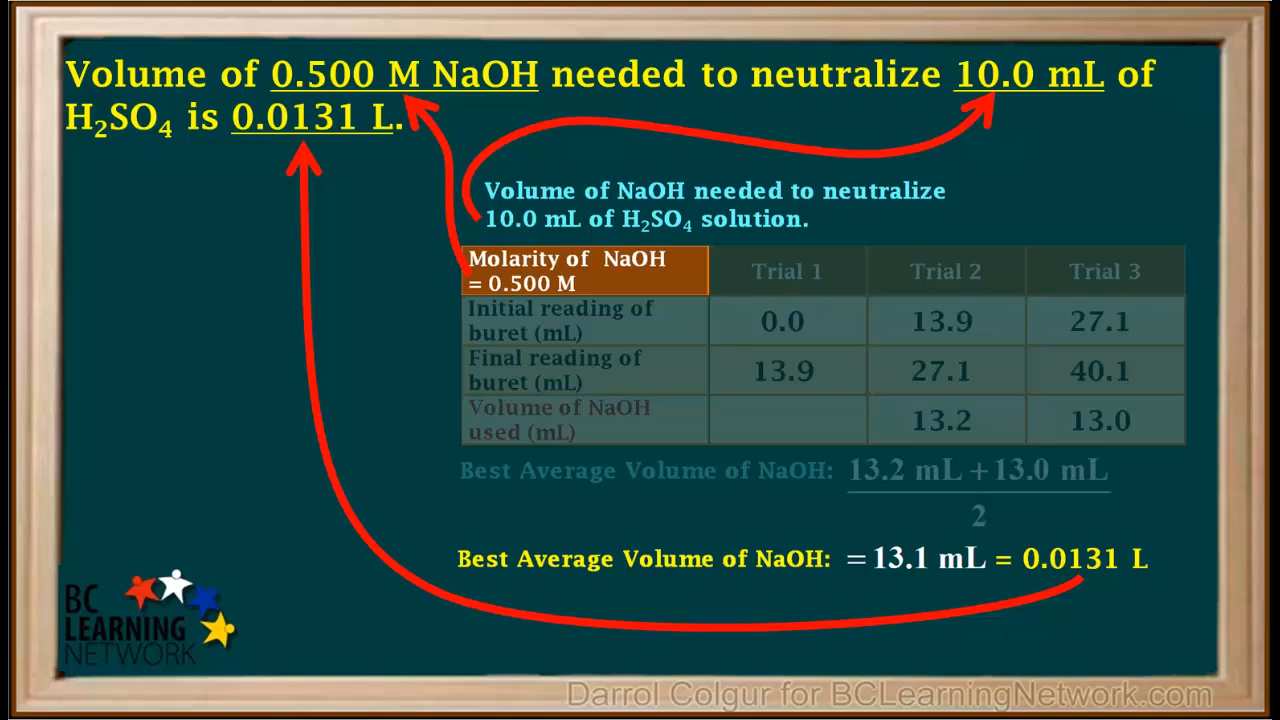 Volume of 0.500 M NaOH needed to neutralize 10.0 mL of
H₂SO₄ is 0.0131 L.
Volume of NaOH needed to neutralize
10.0 mL of H₂SO₄ solution.
Molarity of NaOH
= 0.500 M
Trial 1
Trial 2
Trial 3
Initial reading of
buret (mL)
0.0
13.9
27.1
Final reading of
buret (mL)
13.9
27.1
40.1
Volume of NaOH
used (mL)
13.2
13.0
Best Average Volume of NaOH: 13.2 mL + 13.0 mL
2
Best Average Volume of NaOH: = 13.1 mL = 0.0131 L
BC
LEARNING
NETWORK
Darrol Colgur for BCLearningNetwork.com